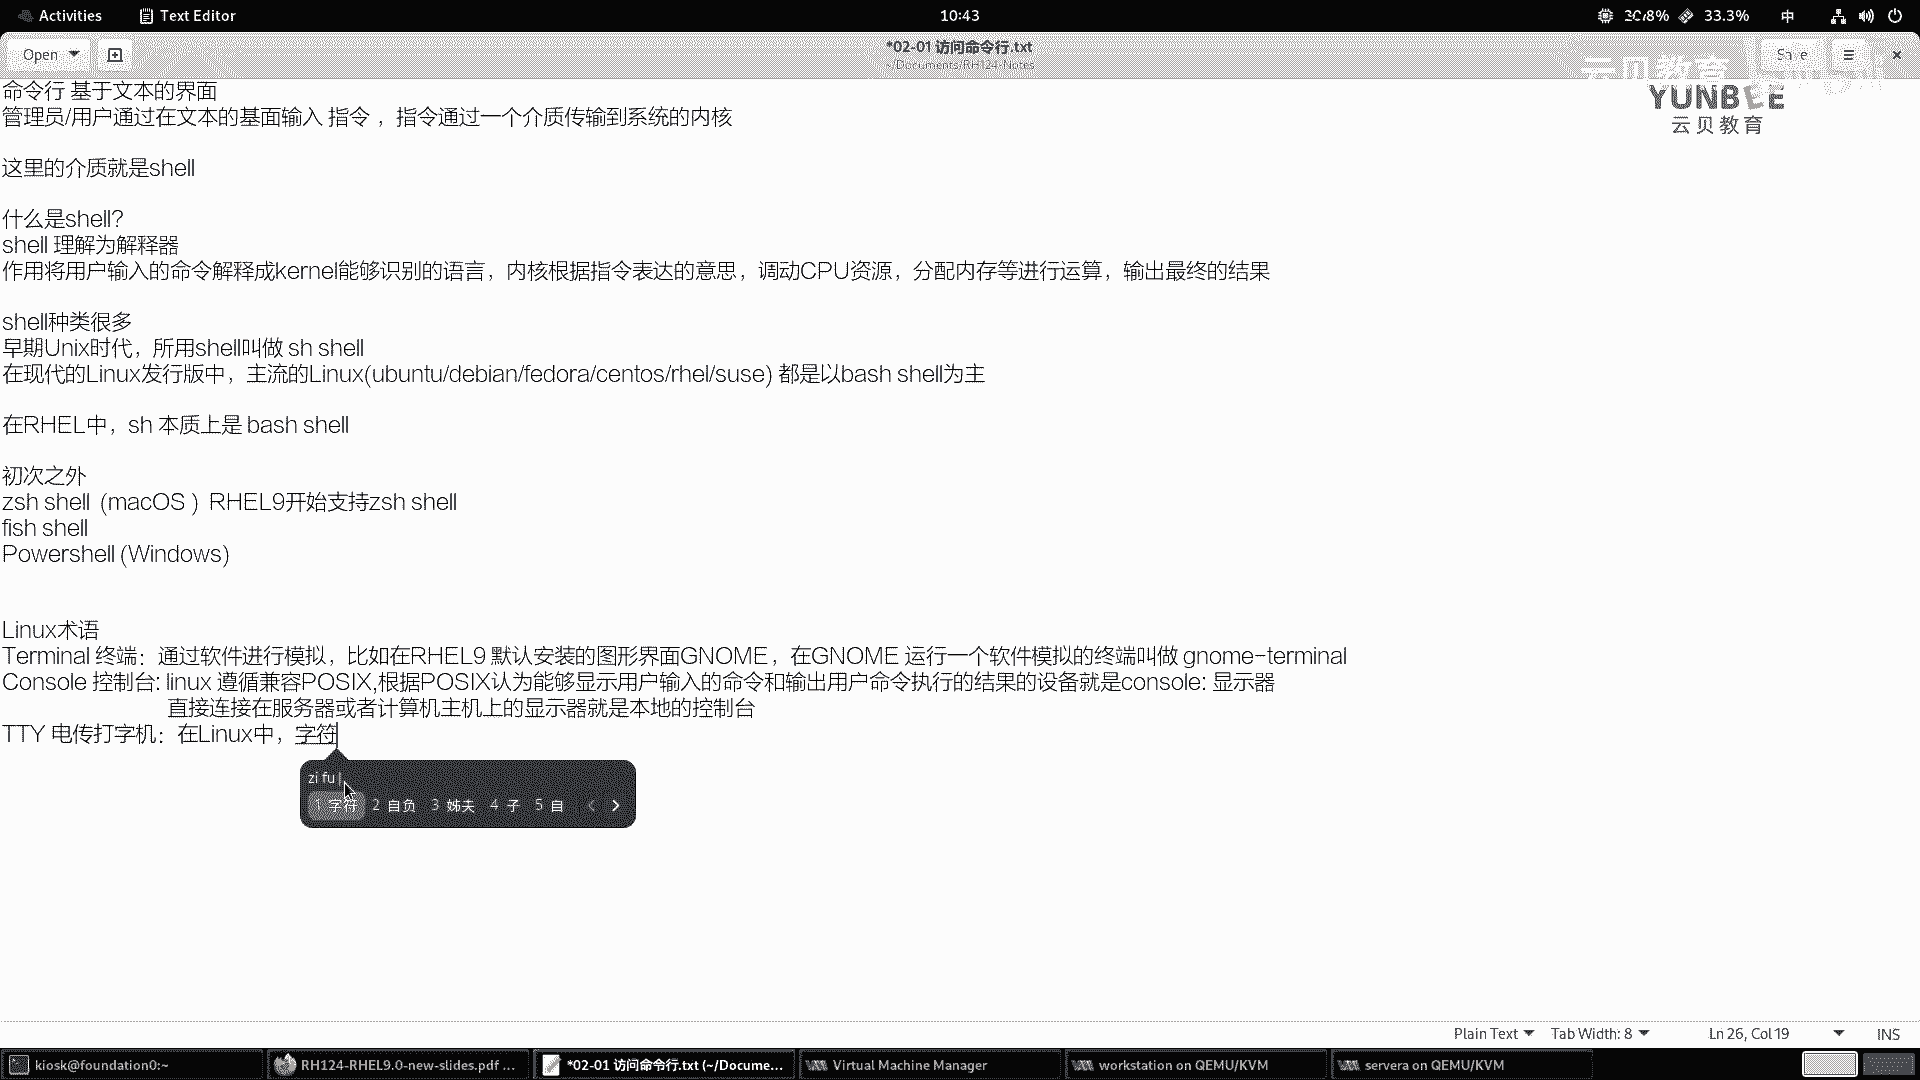 Activities Text Editor 10:43 33.3% 中
Open *02-01 访问命令行.txt Save
~/Documents/RH124-Notes
YUNBEE
云贝教育
命令行 基于文本的界面
管理员/用户通过在文本的基面输入 指令 ，指令通过一个介质传输到系统的内核
这里的介质就是shell
什么是shell?
shell 理解为解释器
作用将用户输入的命令解释成kernel能够识别的语言，内核根据指令表达的意思，调动CPU资源，分配内存等进行运算，输出最终的结果
shell种类很多
早期Unix时代，所用shell叫做 sh shell
在现代的Linux发行版中，主流的Linux(ubuntu/debian/fedora/centos/rhel/suse) 都是以bash shell为主
在RHEL中，sh 本质上是 bash shell
初次之外
zsh shell (macOS ) RHEL9开始支持zsh shell
fish shell
Powershell (Windows)
Linux术语
Terminal 终端：通过软件进行模拟，比如在RHEL9 默认安装的图形界面GNOME，在GNOME 运行一个软件模拟的终端叫做 gnome-terminal
Console 控制台: linux 遵循兼容POSIX,根据POSIX认为能够显示用户输入的命令和输出用户命令执行的结果的设备就是console: 显示器
直接连接在服务器或者计算机主机上的显示器就是本地的控制台
TTY 电传打字机：在Linux中，字符
zi fu
1 字符 2 自负 3 姊夫 4 子 5 自
Plain Text Tab Width: 8 Ln 26, Col 19 INS
kiosk@foundation0:~ RH124-RHEL9.0-new-slides.pdf ... *02-01 访问命令行.txt (~/Docume... Virtual Machine Manager workstation on QEMU/KVM servera on QEMU/KVM